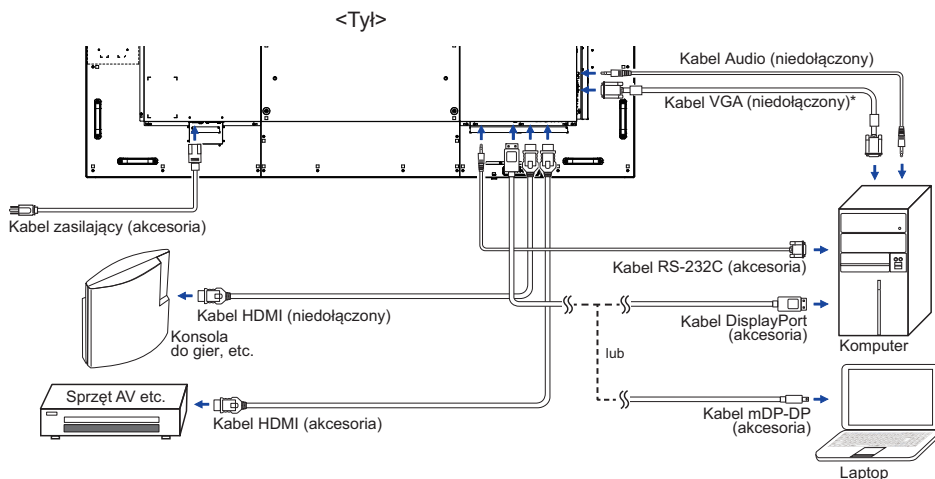 <Tył>
Kabel Audio (niedołączony)
Kabel VGA (niedołączony)*
Kabel zasilający (akcesoria)
Kabel RS-232C (akcesoria)
Kabel HDMI (niedołączony)
Konsola
do gier, etc.
Kabel DisplayPort
(akcesoria)
Komputer
lub
Sprzęt AV etc.
Kabel HDMI (akcesoria)
Kabel mDP-DP
(akcesoria)
Laptop